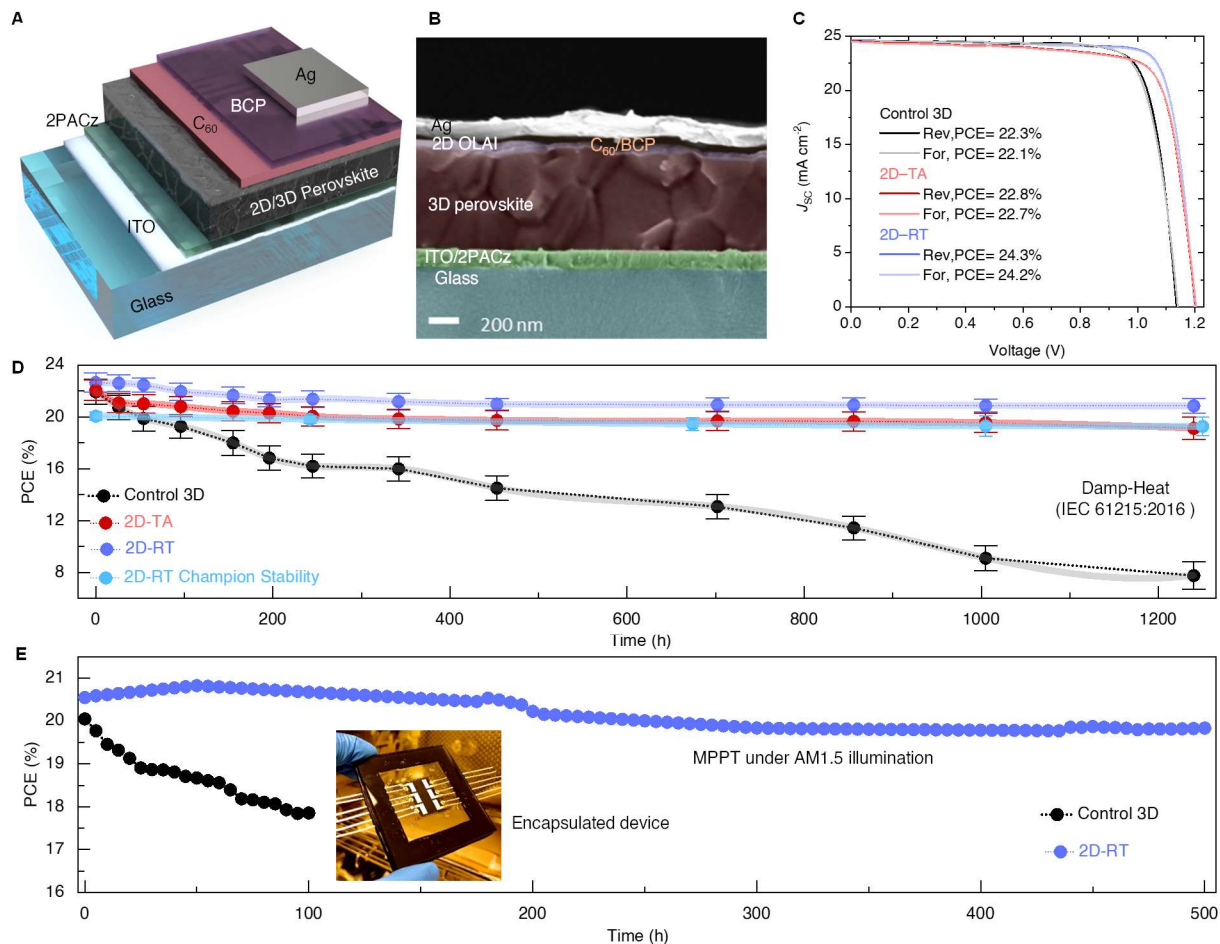 A
Ag
BCP
C60
2PACz
2D/3D Perovskite
ITO
Glass
B
Ag
2D OLAI
C60/BCP
3D perovskite
ITO/2PACz
Glass
200 nm
C
25
20
15
10
5
0
JSC (mA cm-2)
Control 3D
Rev,PCE= 22.3%
For, PCE= 22.1%
2D–TA
Rev,PCE= 22.8%
For, PCE= 22.7%
2D–RT
Rev,PCE= 24.3%
For, PCE= 24.2%
0.0 0.2 0.4 0.6 0.8 1.0 1.2
Voltage (V)
D
24
20
16
12
8
PCE (%)
Control 3D
2D-TA
2D-RT
2D-RT Champion Stability
Damp-Heat
(IEC 61215:2016 )
0 200 400 600 800 1000 1200
Time (h)
E
21
20
19
18
17
16
PCE (%)
MPPT under AM1.5 illumination
Encapsulated device
Control 3D
2D-RT
0 100 200 300 400 500
Time (h)